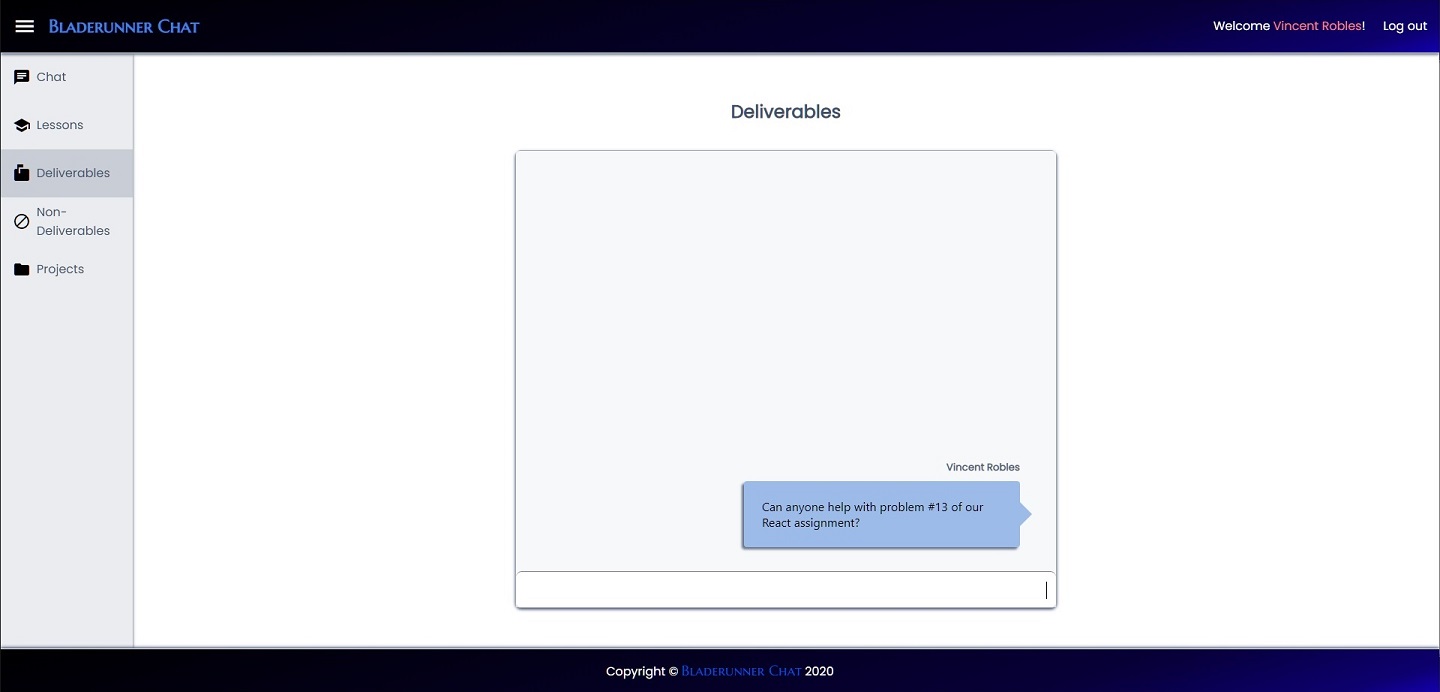 Bladerunner Chat
Welcome Vincent Robles!
Log out
Chat
Lessons
Deliverables
Non-
Deliverables
Projects
Deliverables
Vincent Robles
Can anyone help with problem #13 of our
React assignment?
Copyright © Bladerunner Chat 2020